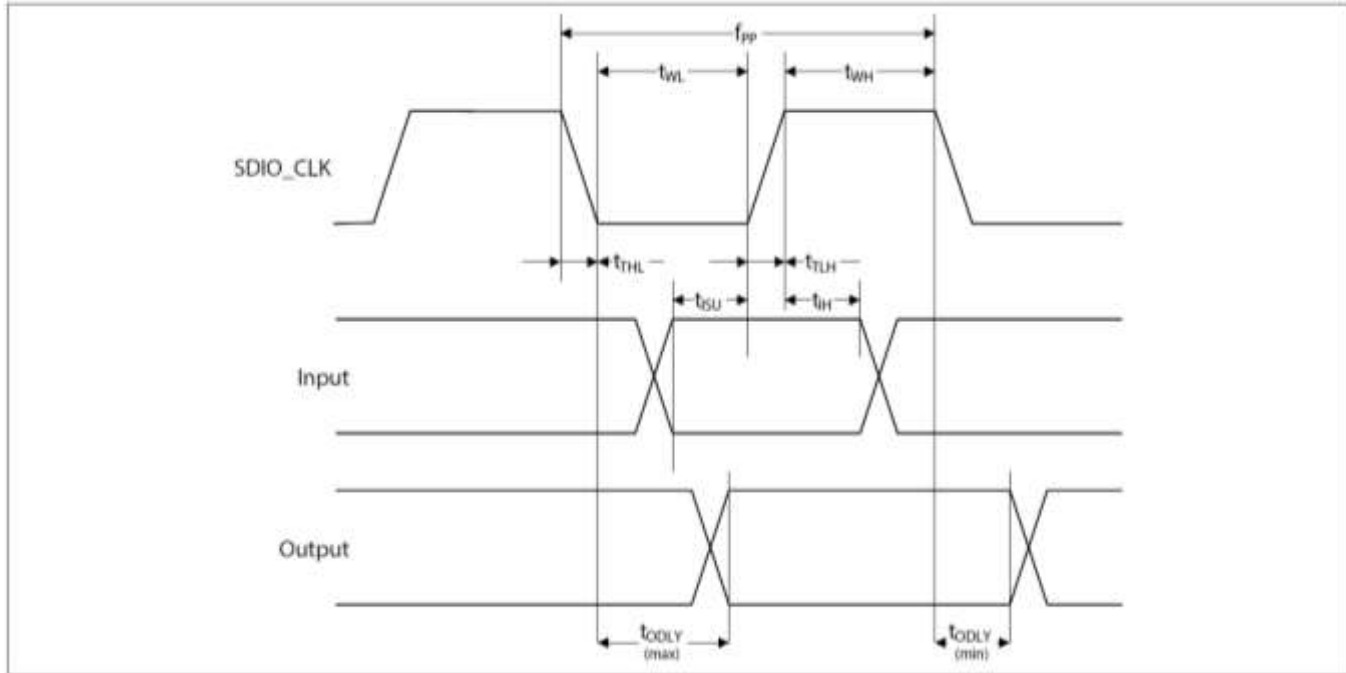 fPP
tWL
tWH
SDIO_CLK
tTHL
tTLH
tISU
tIH
Input
Output
tODLY
(max)
tODLY
(min)